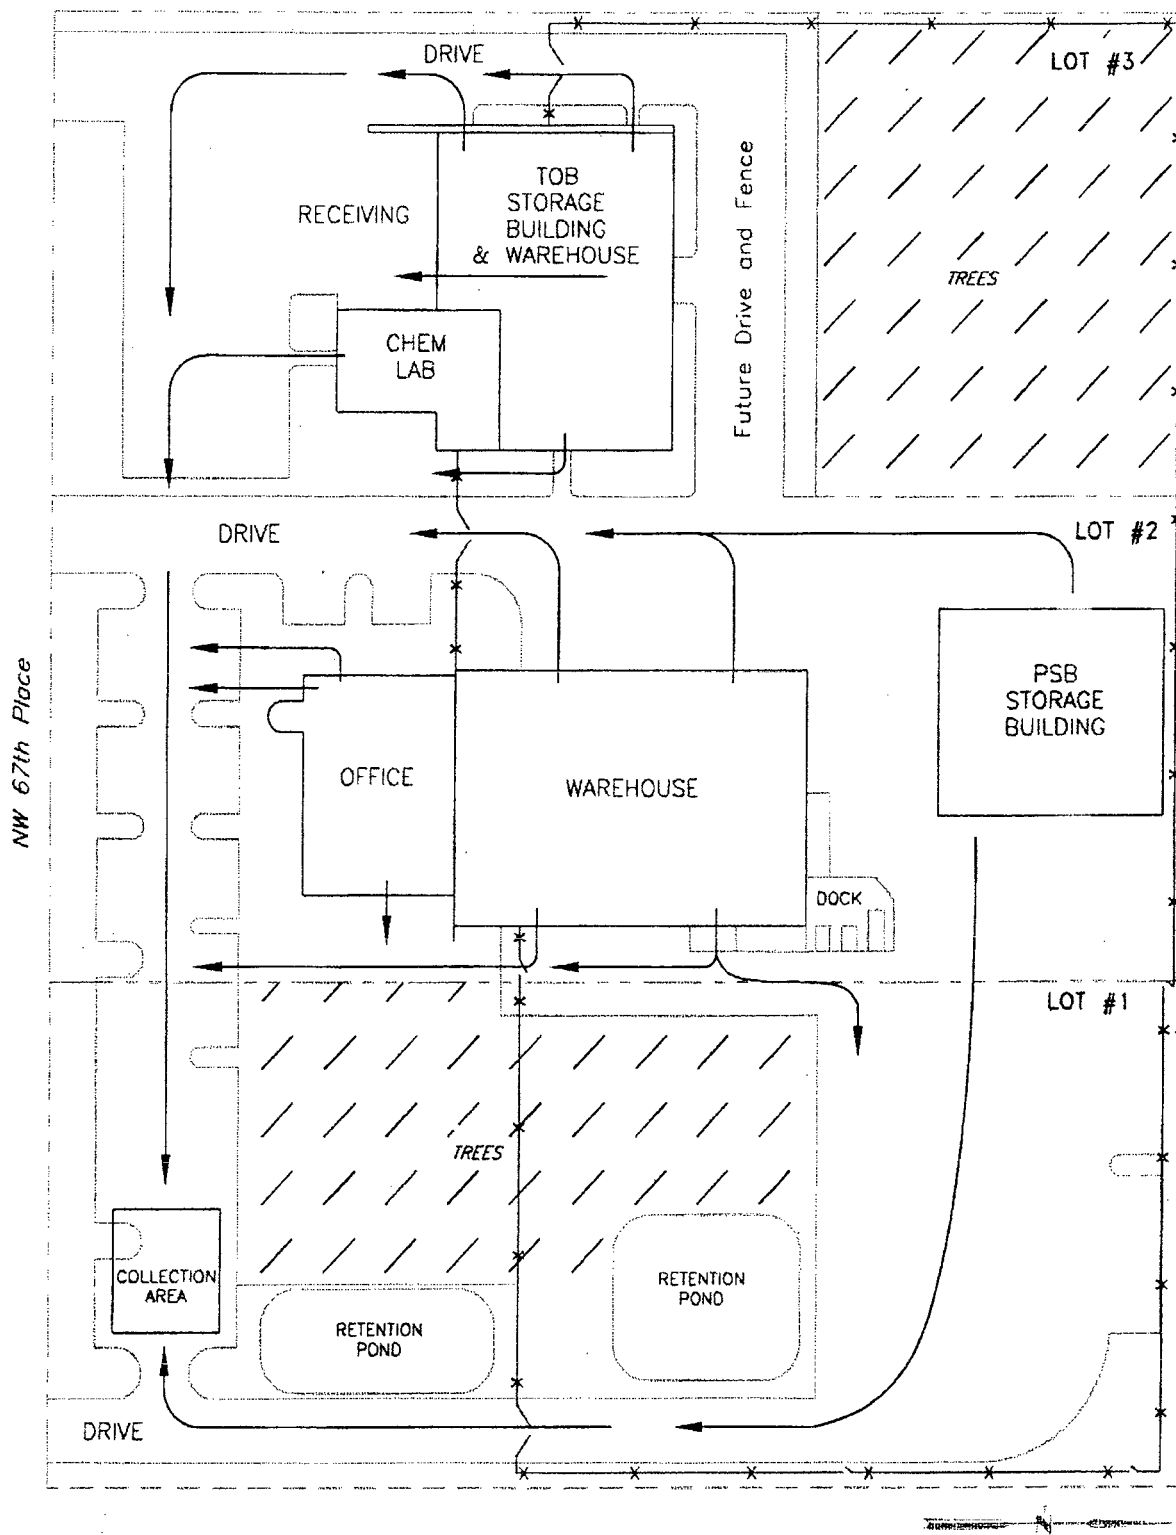 DRIVE
LOT #3
TOB
STORAGE
BUILDING
& WAREHOUSE
RECEIVING
Future Drive and Fence
TREES
CHEM
LAB
DRIVE
LOT #2
NW 67th Place
PSB
STORAGE
BUILDING
OFFICE
WAREHOUSE
DOCK
LOT #1
TREES
COLLECTION
AREA
RETENTION
POND
RETENTION
POND
DRIVE
N